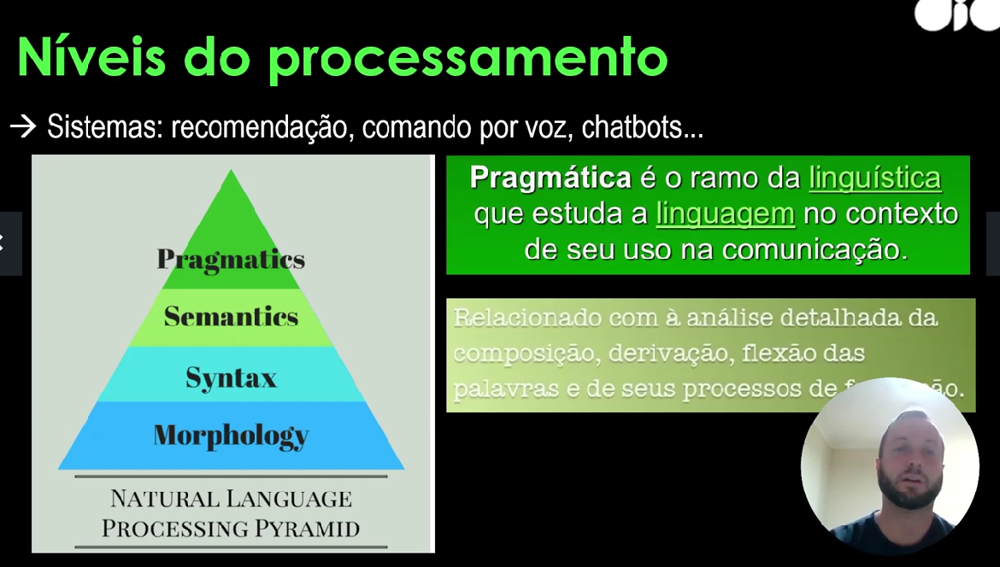 dio
Níveis do processamento
→ Sistemas: recomendação, comando por voz, chatbots...
Pragmatics
Semantics
Syntax
Morphology
NATURAL LANGUAGE
PROCESSING PYRAMID
Pragmática é o ramo da linguística
que estuda a linguagem no contexto
de seu uso na comunicação.
Relacionado com à análise detalhada da
composição, derivação, flexão das
palavras e de seus processos de